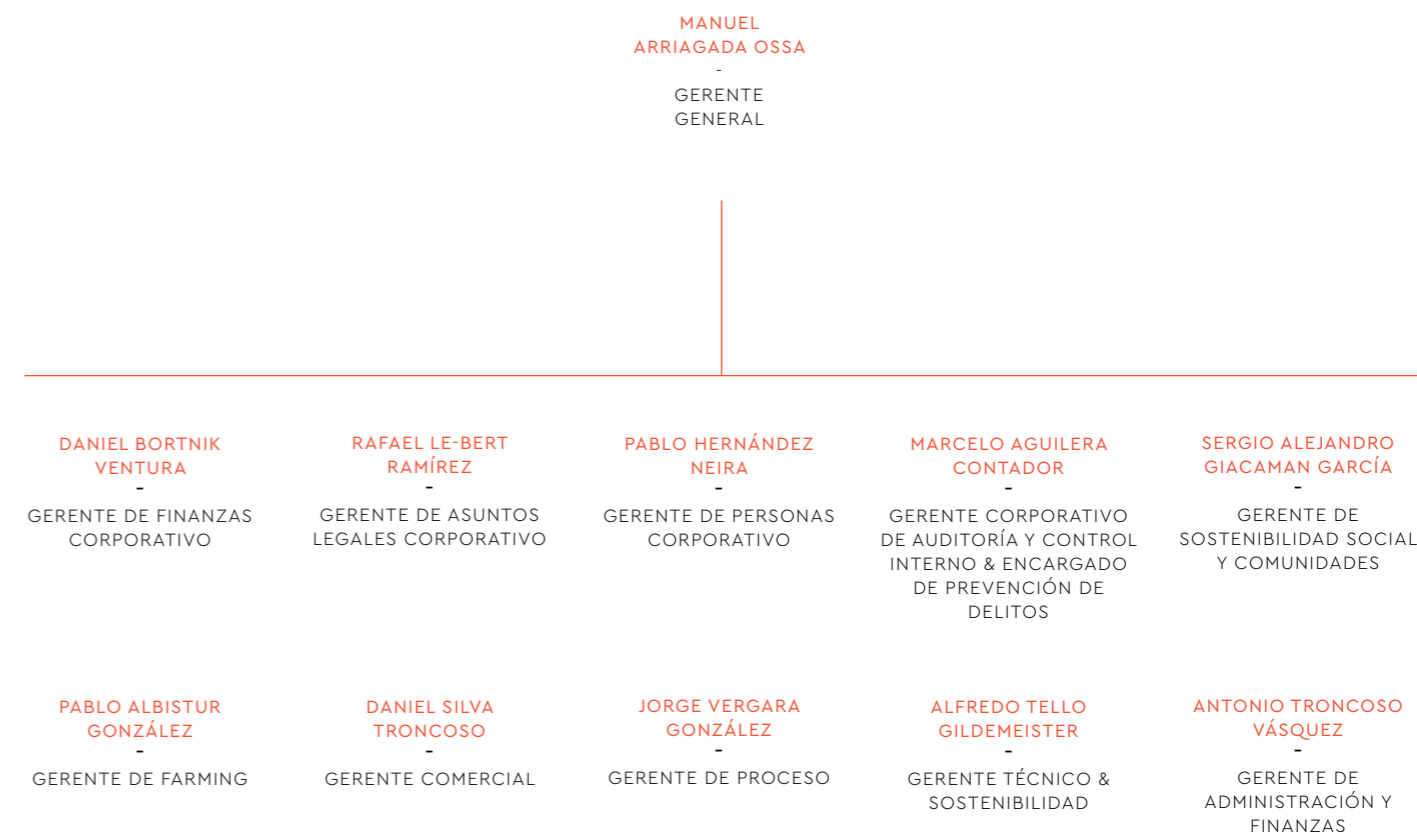 MANUEL
ARRIAGADA OSSA
-
GERENTE
GENERAL
DANIEL BORTNIK
VENTURA
-
GERENTE DE FINANZAS
CORPORATIVO
RAFAEL LE-BERT
RAMÍREZ
-
GERENTE DE ASUNTOS
LEGALES CORPORATIVO
PABLO HERNÁNDEZ
NEIRA
-
GERENTE DE PERSONAS
CORPORATIVO
MARCELO AGUILERA
CONTADOR
-
GERENTE CORPORATIVO
DE AUDITORÍA Y CONTROL
INTERNO & ENCARGADO
DE PREVENCIÓN DE
DELITOS
SERGIO ALEJANDRO
GIACAMAN GARCÍA
-
GERENTE DE
SOSTENIBILIDAD SOCIAL
Y COMUNIDADES
PABLO ALBISTUR
GONZÁLEZ
-
GERENTE DE FARMING
DANIEL SILVA
TRONCOSO
-
GERENTE COMERCIAL
JORGE VERGARA
GONZÁLEZ
-
GERENTE DE PROCESO
ALFREDO TELLO
GILDEMEISTER
-
GERENTE TÉCNICO &
SOSTENIBILIDAD
ANTONIO TRONCOSO
VÁSQUEZ
-
GERENTE DE
ADMINISTRACIÓN Y
FINANZAS